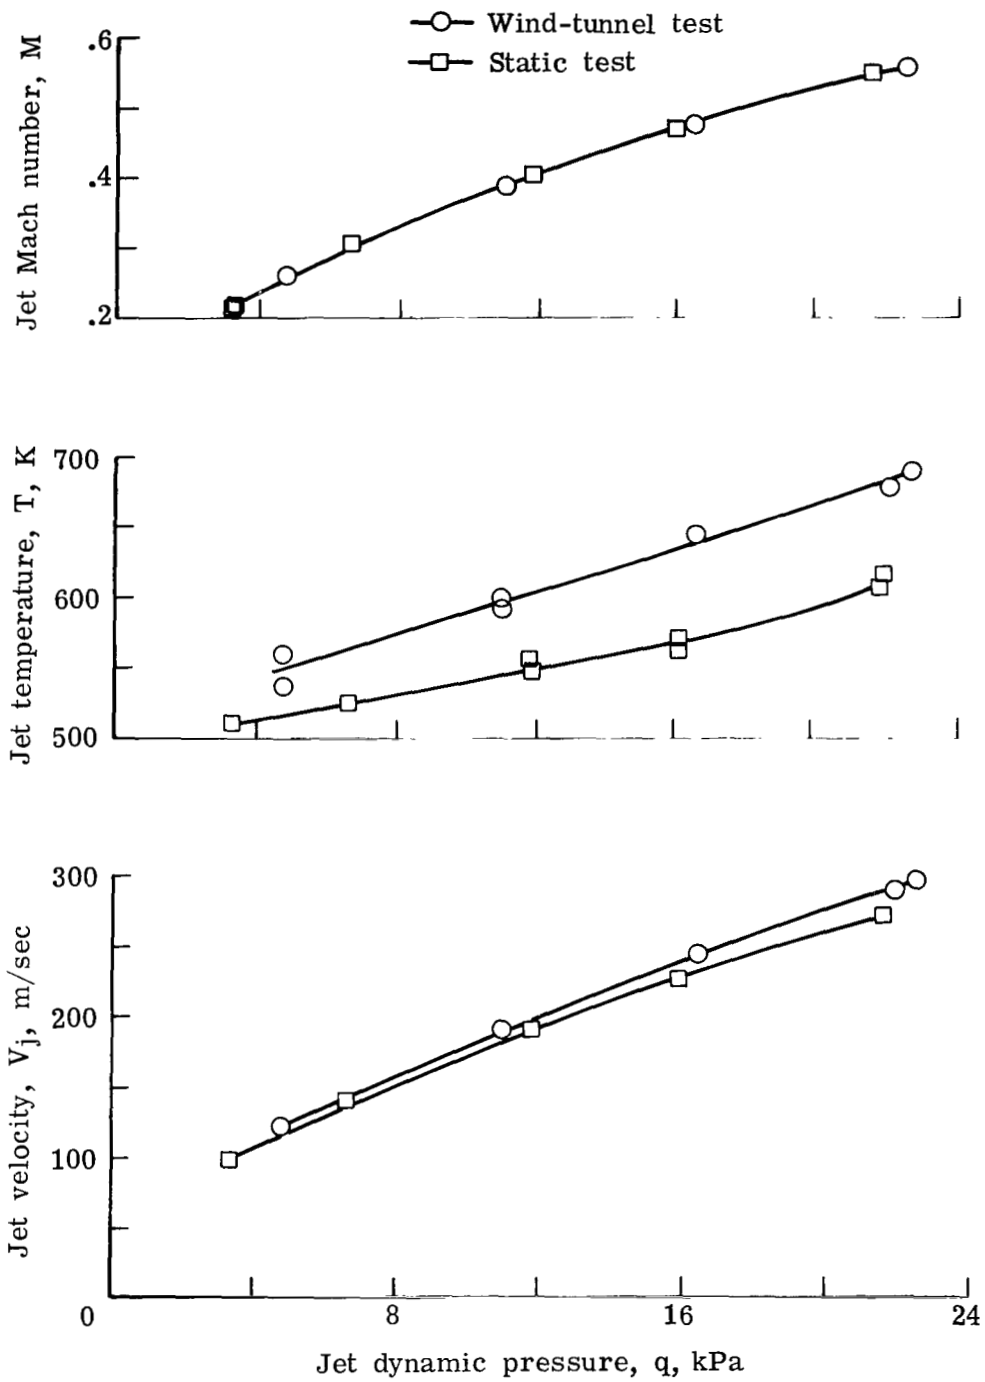 Wind-tunnel test
Static test
Jet Mach number, M
.6
.4
.2
Jet temperature, T, K
700
600
500
Jet velocity, Vj, m/sec
300
200
100
0
8
16
24
Jet dynamic pressure, q, kPa